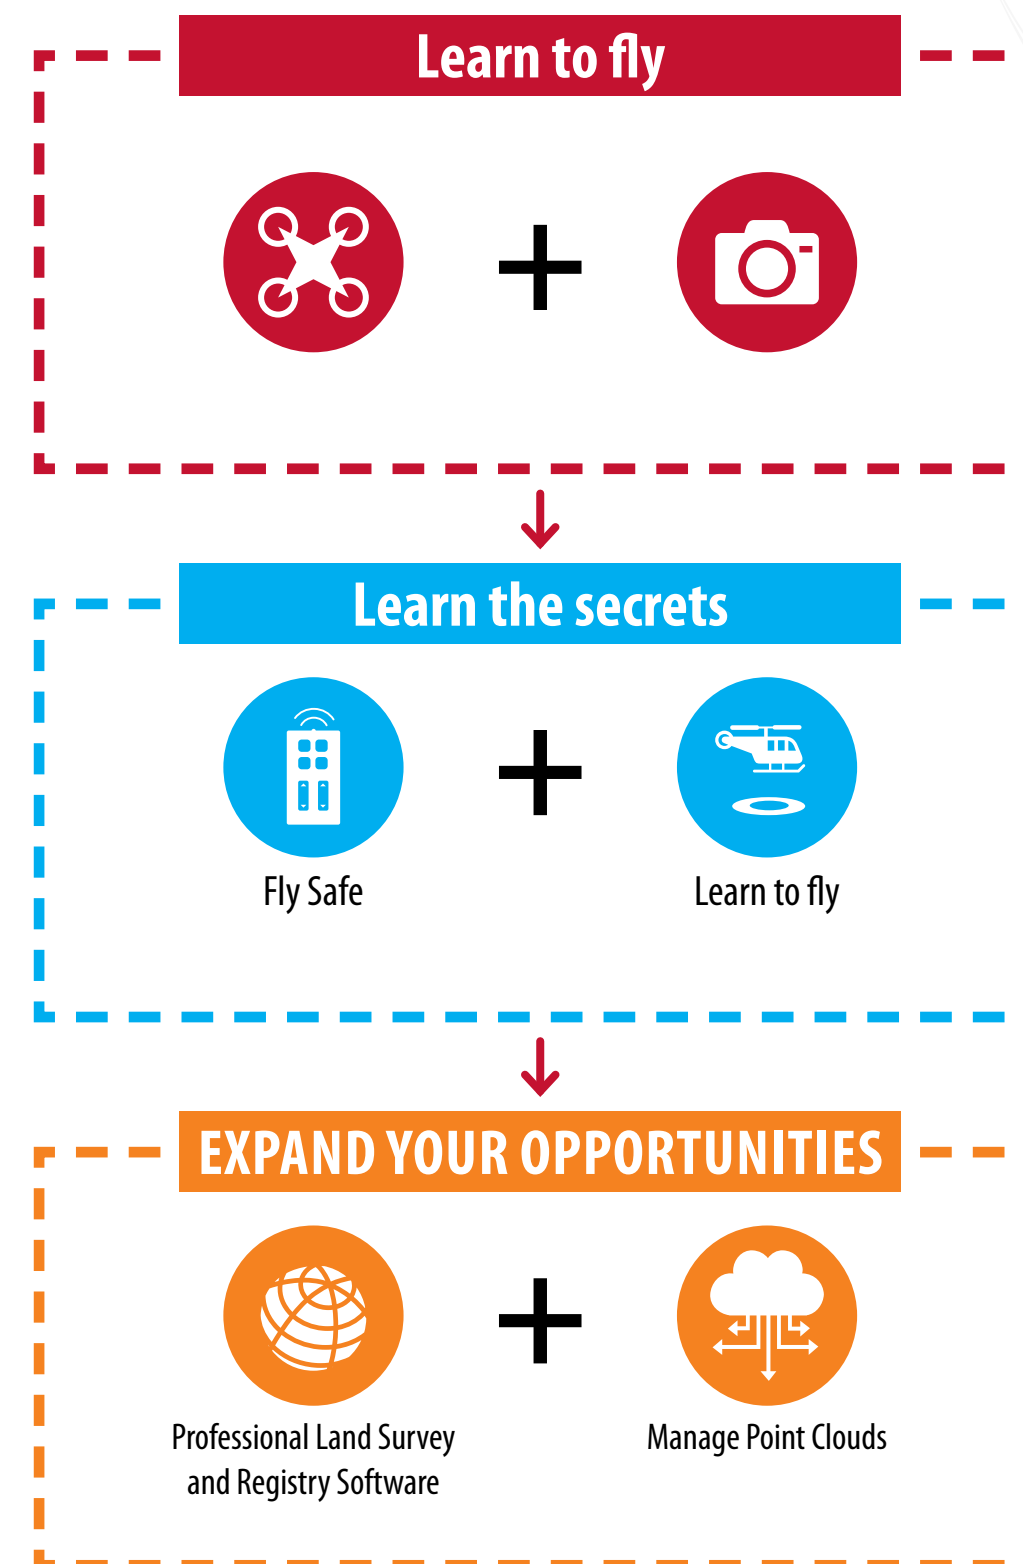 Learn to fly
Learn the secrets
Fly Safe
Learn to fly
EXPAND YOUR OPPORTUNITIES
Professional Land Survey
and Registry Software
Manage Point Clouds